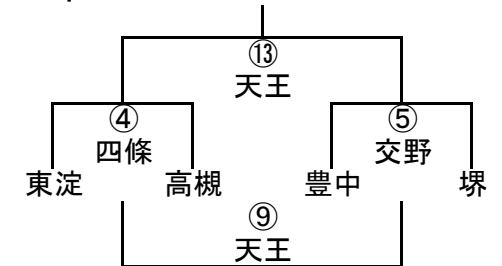 ⑬
天王
④ ⑤
四條 交野
東淀 高槻 豊中 堺
⑨
天王